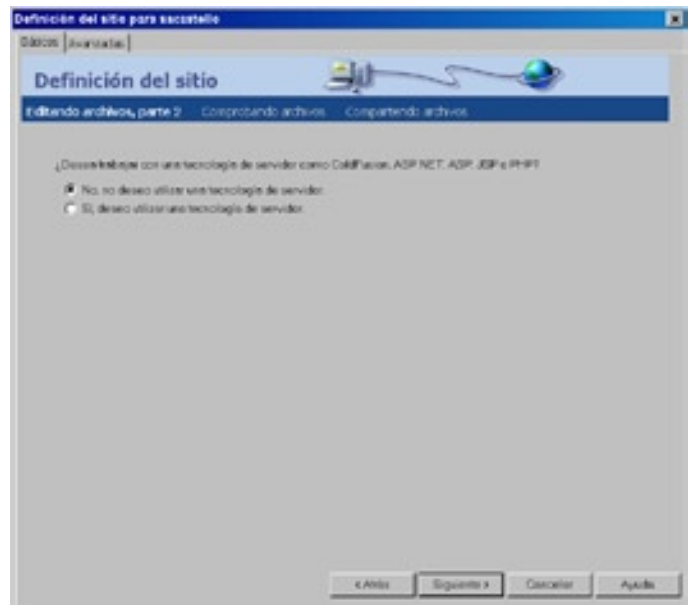 Definición del sitio para sacastello
Básicos Avanzadas
Definición del sitio
Editando archivos, parte 2 Comprobando archivos Compartiendo archivos
¿Desea trabajar con una tecnología de servidor como ColdFusion, ASP.NET, ASP, JSP o PHP?
No, no deseo utilizar una tecnología de servidor.
Sí, deseo utilizar una tecnología de servidor.
< Atrás Siguiente > Cancelar Ayuda